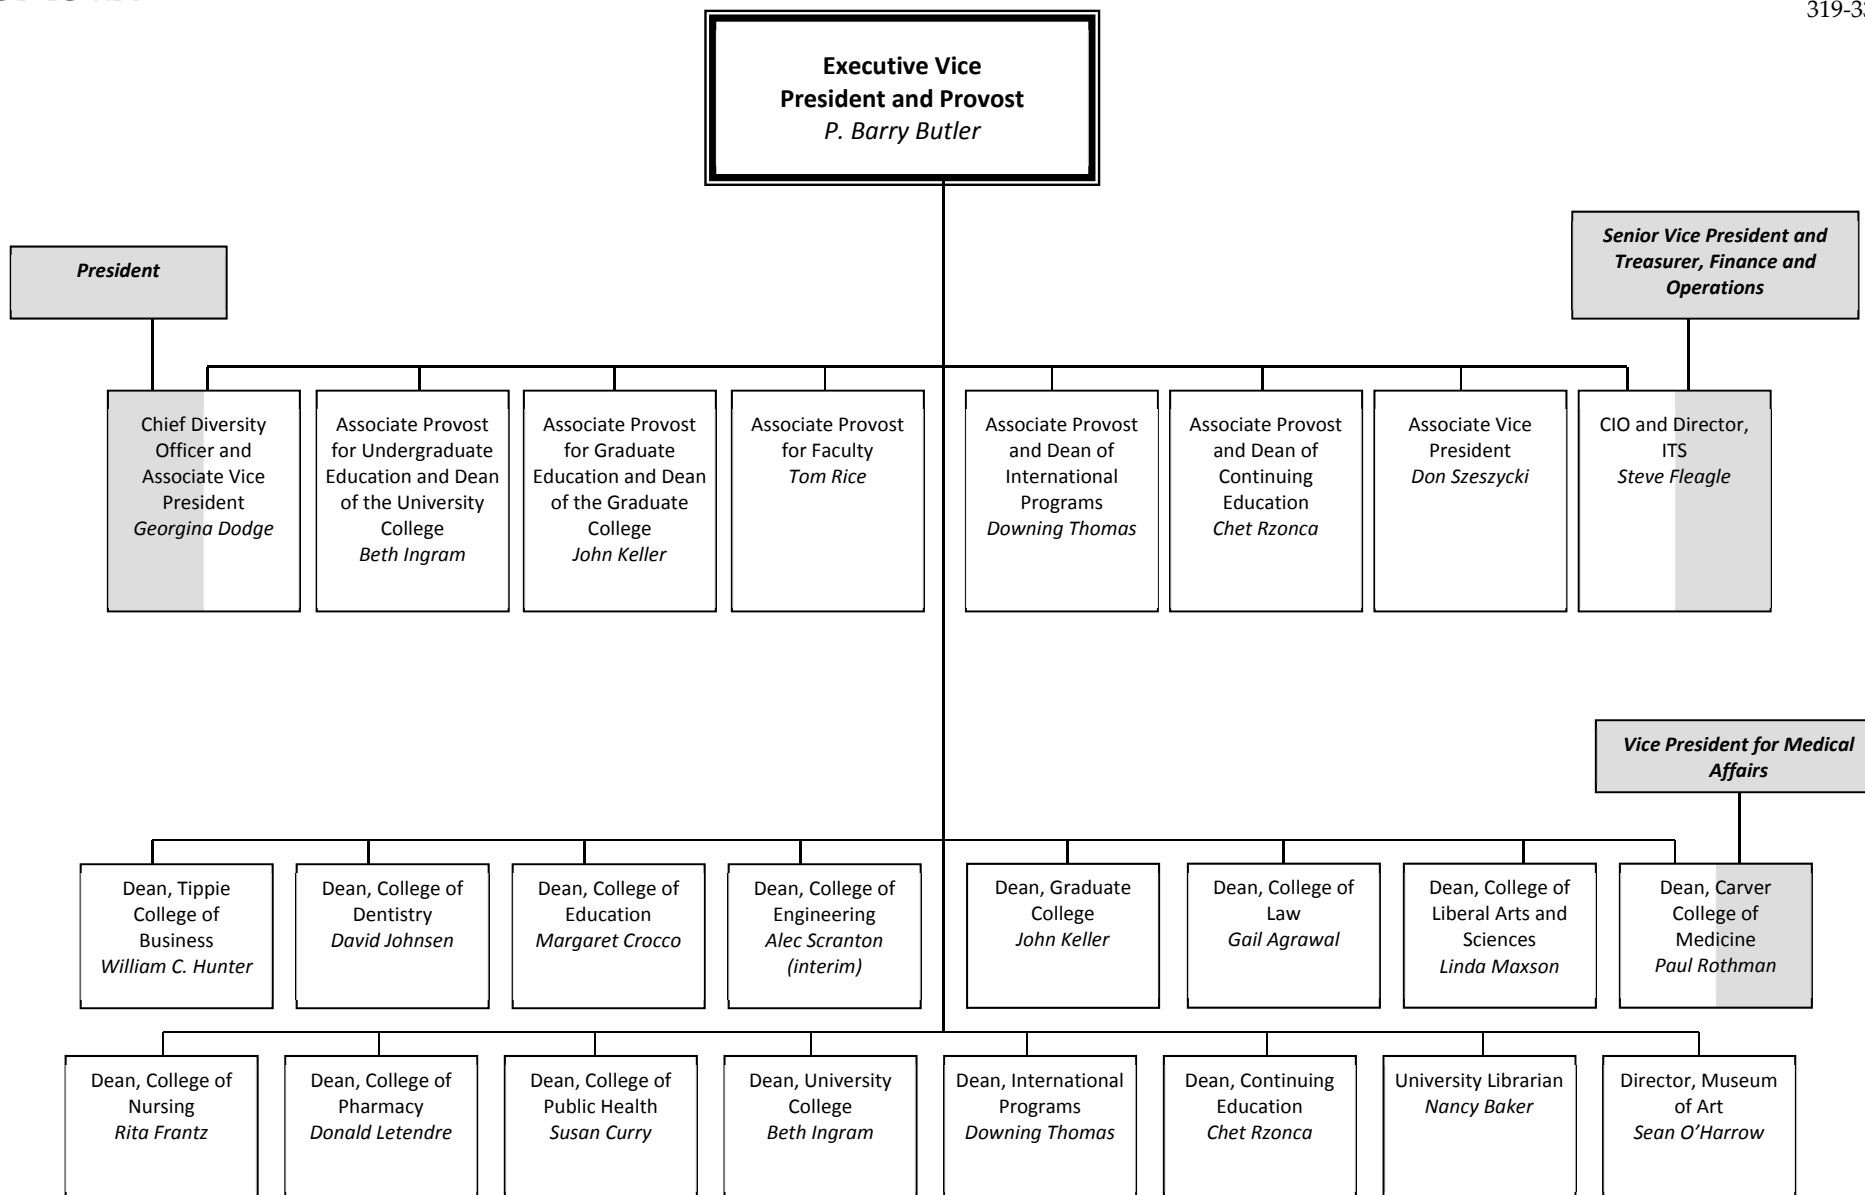 319-33
Executive Vice
President and Provost
P. Barry Butler
President
Senior Vice President and
Treasurer, Finance and
Operations
Chief Diversity
Officer and
Associate Vice
President
Georgina Dodge
Associate Provost
for Undergraduate
Education and Dean
of the University
College
Beth Ingram
Associate Provost
for Graduate
Education and Dean
of the Graduate
College
John Keller
Associate Provost
for Faculty
Tom Rice
Associate Provost
and Dean of
International
Programs
Downing Thomas
Associate Provost
and Dean of
Continuing
Education
Chet Rzonca
Associate Vice
President
Don Szeszycki
CIO and Director,
ITS
Steve Fleagle
Vice President for Medical
Affairs
Dean, Tippie
College of
Business
William C. Hunter
Dean, College of
Dentistry
David Johnsen
Dean, College of
Education
Margaret Crocco
Dean, College of
Engineering
Alec Scranton
(interim)
Dean, Graduate
College
John Keller
Dean, College of
Law
Gail Agrawal
Dean, College of
Liberal Arts and
Sciences
Linda Maxson
Dean, Carver
College of
Medicine
Paul Rothman
Dean, College of
Nursing
Rita Frantz
Dean, College of
Pharmacy
Donald Letendre
Dean, College of
Public Health
Susan Curry
Dean, University
College
Beth Ingram
Dean, International
Programs
Downing Thomas
Dean, Continuing
Education
Chet Rzonca
University Librarian
Nancy Baker
Director, Museum
of Art
Sean O’Harrow